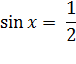 sin x = 1/2